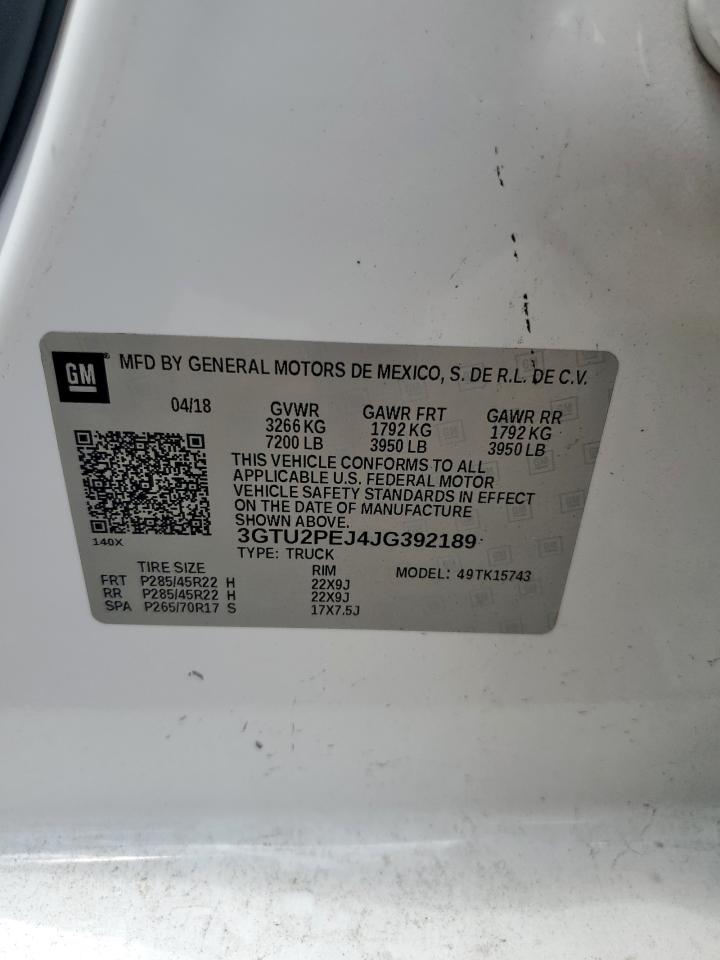 GM MFD BY GENERAL MOTORS DE MEXICO, S. DE R.L. DE C.V.
04/18 GVWR GAWR FRT GAWR RR
3266 KG 1792 KG 1792 KG
7200 LB 3950 LB 3950 LB
THIS VEHICLE CONFORMS TO ALL
APPLICABLE U.S. FEDERAL MOTOR
VEHICLE SAFETY STANDARDS IN EFFECT
ON THE DATE OF MANUFACTURE
SHOWN ABOVE.
3GTU2PEJ4JG392189
140X
TYPE: TRUCK
TIRE SIZE RIM MODEL: 49TK15743
FRT P285/45R22 H 22X9J
RR P285/45R22 H 22X9J
SPA P265/70R17 S 17X7.5J